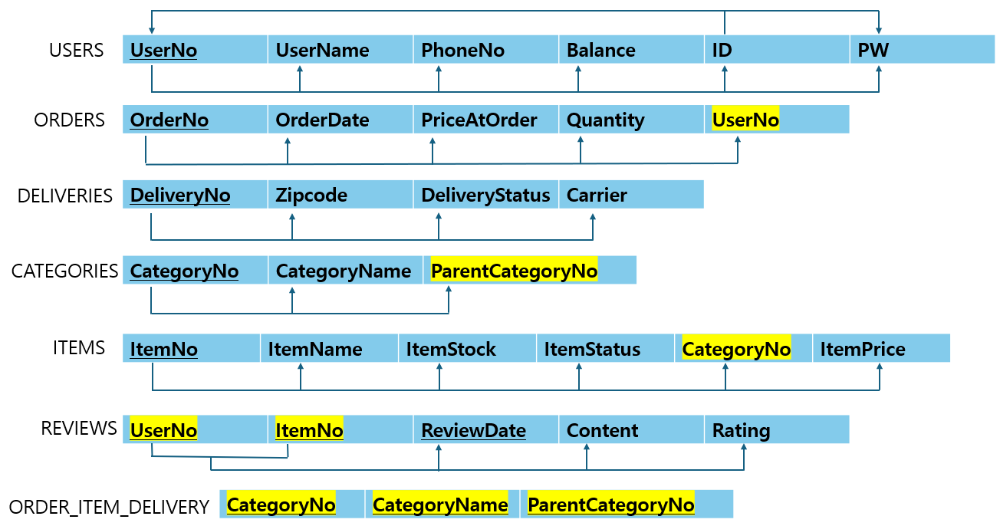 USERS UserNo UserName PhoneNo Balance ID PW
ORDERS OrderNo OrderDate PriceAtOrder Quantity UserNo
DELIVERIES DeliveryNo Zipcode DeliveryStatus Carrier
CATEGORIES CategoryNo CategoryName ParentCategoryNo
ITEMS ItemNo ItemName ItemStock ItemStatus CategoryNo ItemPrice
REVIEWS UserNo ItemNo ReviewDate Content Rating
ORDER_ITEM_DELIVERY CategoryNo CategoryName ParentCategoryNo